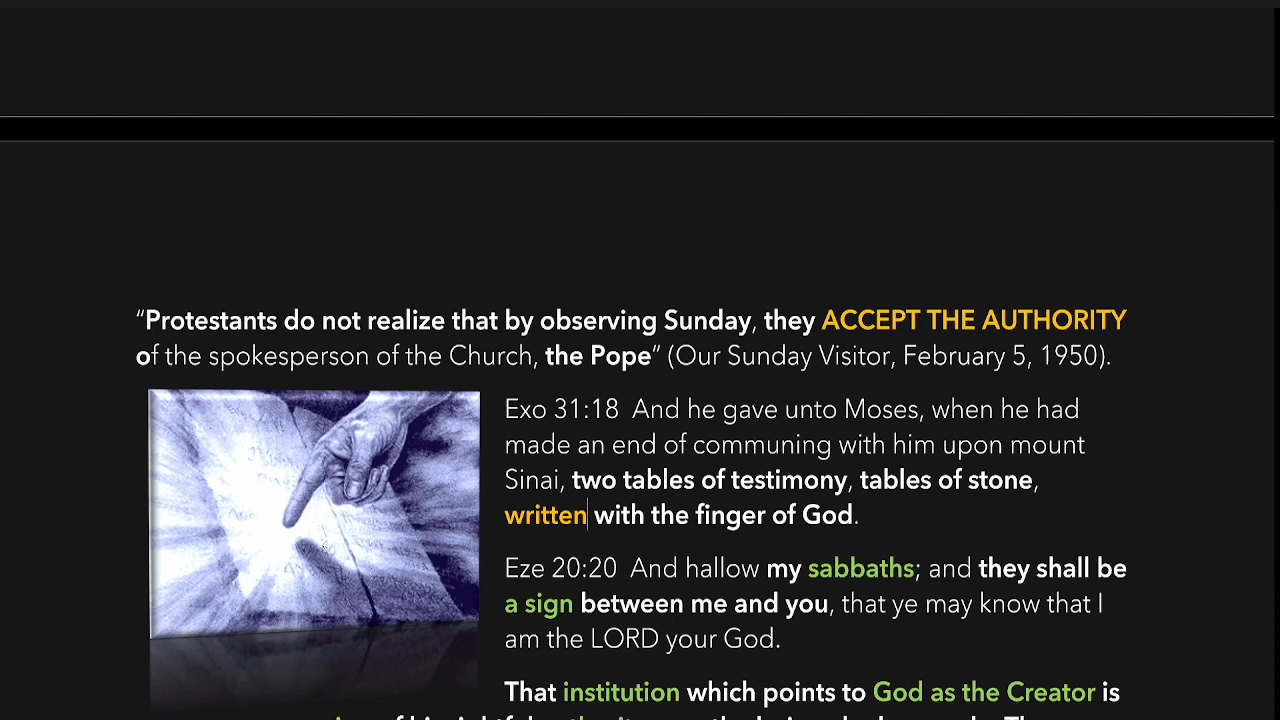 “Protestants do not realize that by observing Sunday, they ACCEPT THE AUTHORITY
of the spokesperson of the Church, the Pope” (Our Sunday Visitor, February 5, 1950).
Exo 31:18 And he gave unto Moses, when he had
made an end of communing with him upon mount
Sinai, two tables of testimony, tables of stone,
written with the finger of God.
Eze 20:20 And hallow my sabbaths; and they shall be
a sign between me and you, that ye may know that I
am the LORD your God.
That institution which points to God as the Creator is